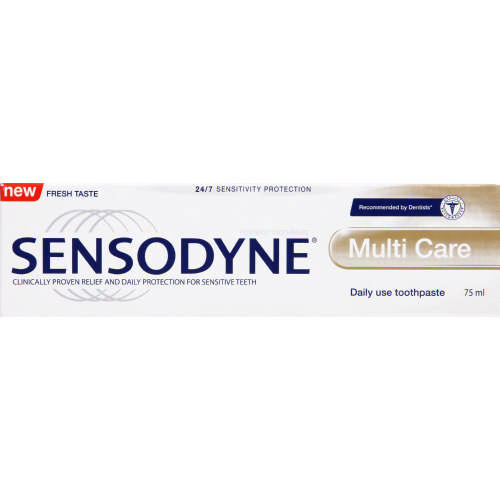 new FRESH TASTE
24/7 SENSITIVITY PROTECTION
SENSODYNE®
CLINICALLY PROVEN RELIEF AND DAILY PROTECTION FOR SENSITIVE TEETH
Recommended by Dentists*
Multi Care
Daily use toothpaste 75 ml